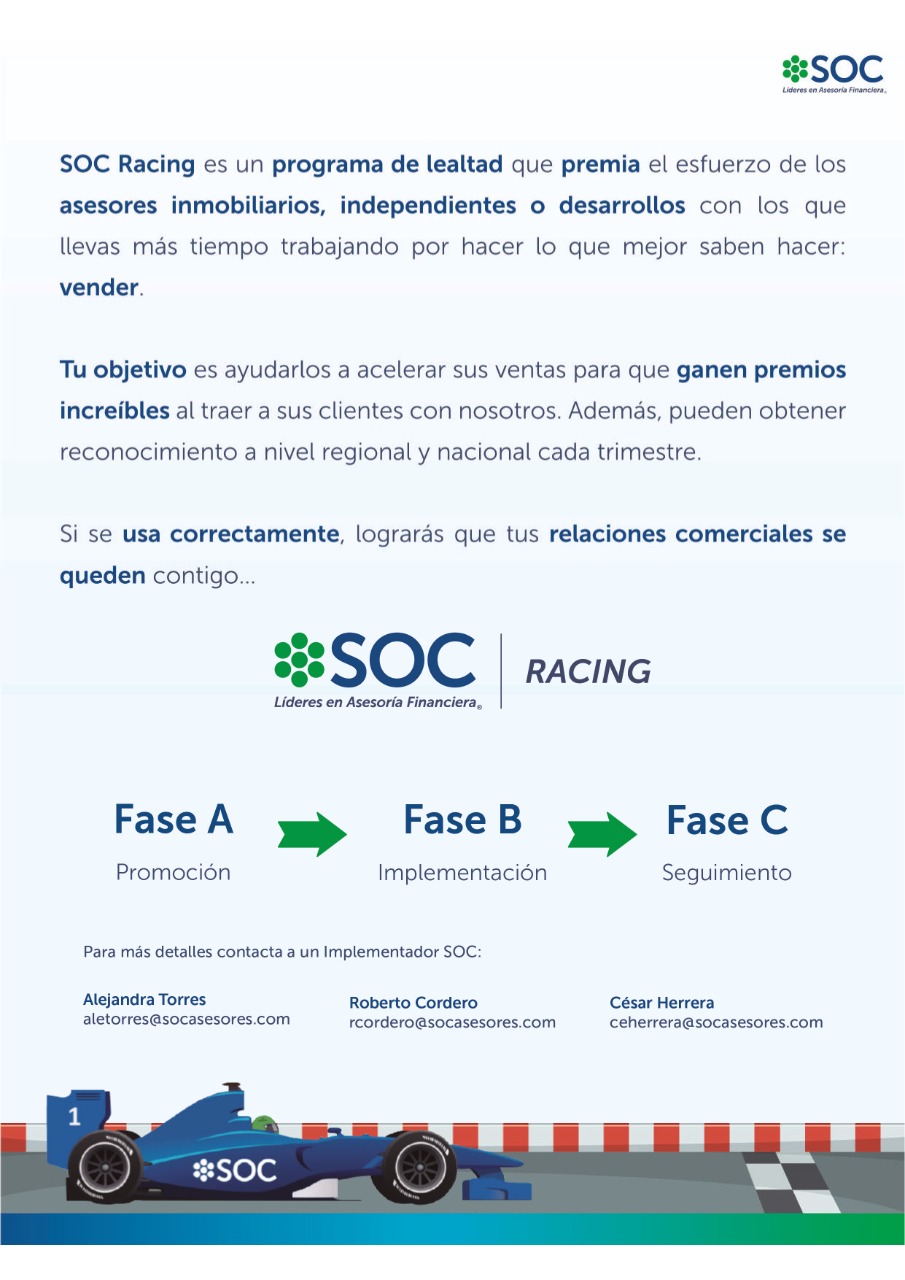 SOC
Líderes en Asesoría Financiera®
SOC Racing es un programa de lealtad que premia el esfuerzo de los
asesores inmobiliarios, independientes o desarrollos con los que
llevas más tiempo trabajando por hacer lo que mejor saben hacer:
vender.
Tu objetivo es ayudarlos a acelerar sus ventas para que ganen premios
increíbles al traer a sus clientes con nosotros. Además, pueden obtener
reconocimiento a nivel regional y nacional cada trimestre.
Si se usa correctamente, lograrás que tus relaciones comerciales se
queden contigo...
SOC
Líderes en Asesoría Financiera®
RACING
Fase A
Fase B
Fase C
Promoción
Implementación
Seguimiento
Para más detalles contacta a un Implementador SOC:
Alejandra Torres
aletorres@socasesores.com
Roberto Cordero
rcordero@socasesores.com
César Herrera
ceherrera@socasesores.com
1
SOC